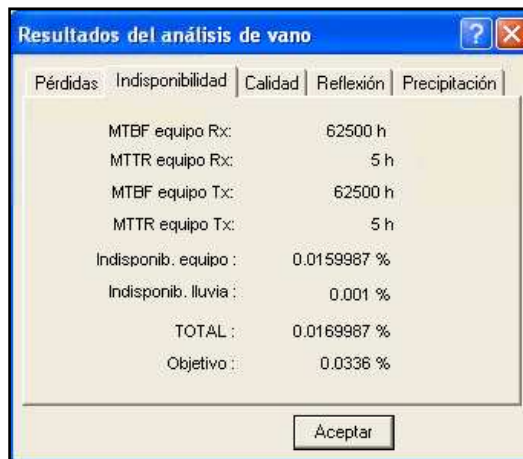 Resultados del análisis de vano
Pérdidas Indisponibilidad Calidad Reflexión Precipitación
MTBF equipo Rx: 62500 h
MTTR equipo Rx: 5 h
MTBF equipo Tx: 62500 h
MTTR equipo Tx: 5 h
Indisponib. equipo : 0.0159987 %
Indisponib. lluvia : 0.001 %
TOTAL : 0.0169987 %
Objetivo : 0.0336 %
Aceptar